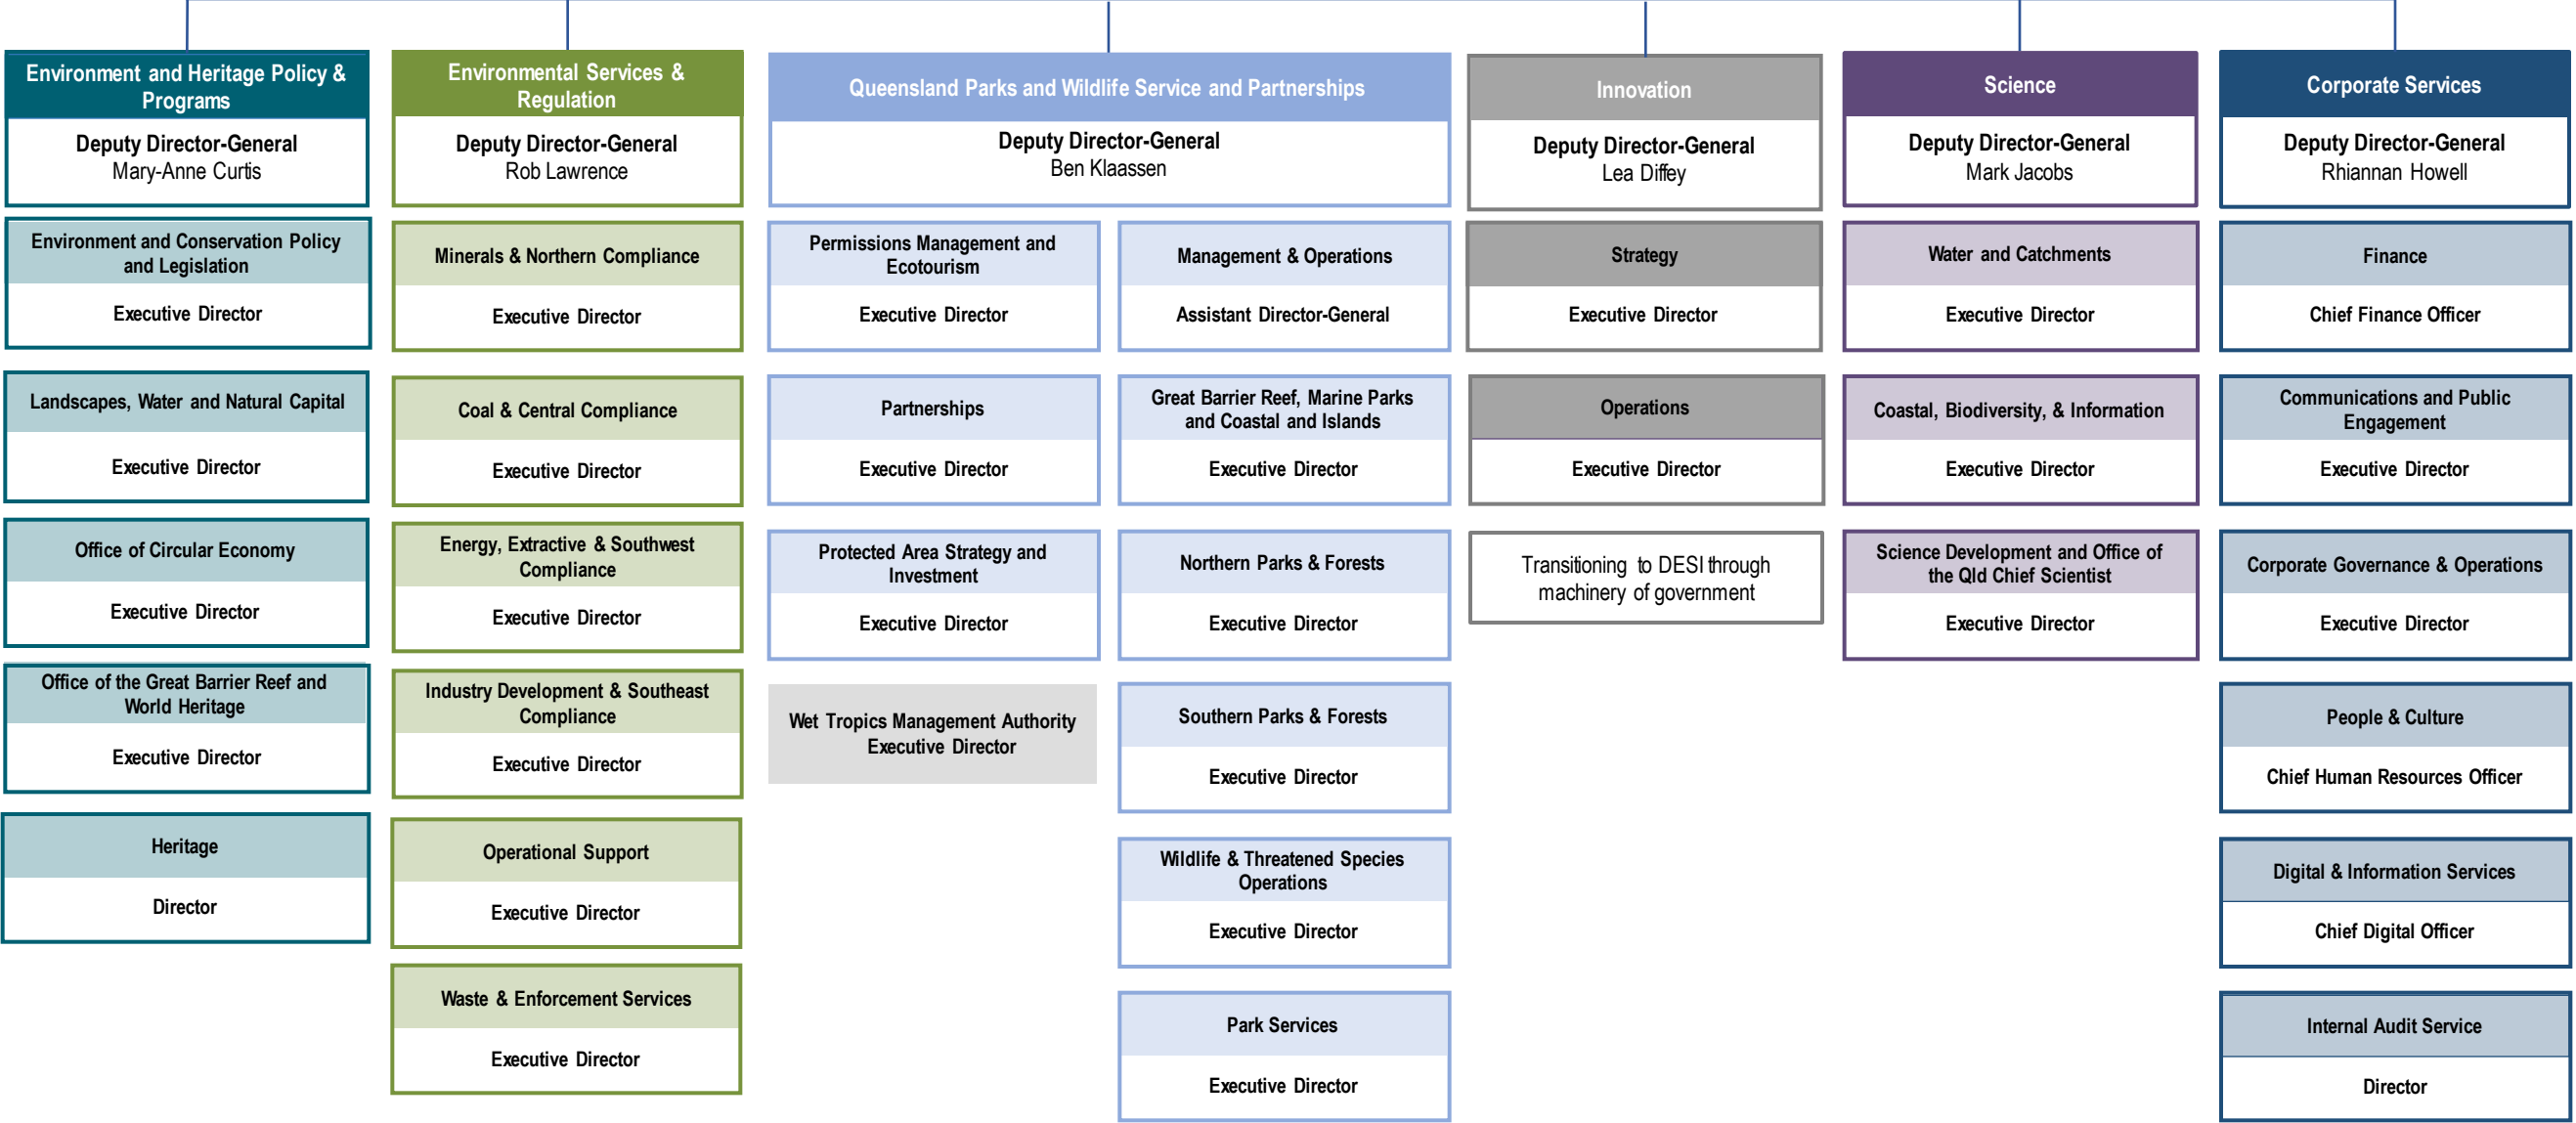 Environment and Heritage Policy &
Programs
Deputy Director-General
Mary-Anne Curtis
Environment and Conservation Policy
and Legislation
Executive Director
Landscapes, Water and Natural Capital
Executive Director
Office of Circular Economy
Executive Director
Office of the Great Barrier Reef and
World Heritage
Executive Director
Heritage
Director
Environmental Services &
Regulation
Deputy Director-General
Rob Lawrence
Minerals & Northern Compliance
Executive Director
Coal & Central Compliance
Executive Director
Energy, Extractive & Southwest
Compliance
Executive Director
Industry Development & Southeast
Compliance
Executive Director
Operational Support
Executive Director
Waste & Enforcement Services
Executive Director
Queensland Parks and Wildlife Service and Partnerships
Deputy Director-General
Ben Klaassen
Permissions Management and
Ecotourism
Executive Director
Partnerships
Executive Director
Protected Area Strategy and
Investment
Executive Director
Wet Tropics Management Authority
Executive Director
Management & Operations
Assistant Director-General
Great Barrier Reef, Marine Parks
and Coastal and Islands
Executive Director
Northern Parks & Forests
Executive Director
Southern Parks & Forests
Executive Director
Wildlife & Threatened Species
Operations
Executive Director
Park Services
Executive Director
Innovation
Deputy Director-General
Lea Diffey
Strategy
Executive Director
Operations
Executive Director
Transitioning to DESI through
machinery of government
Science
Deputy Director-General
Mark Jacobs
Water and Catchments
Executive Director
Coastal, Biodiversity, & Information
Executive Director
Science Development and Office of
the Qld Chief Scientist
Executive Director
Corporate Services
Deputy Director-General
Rhiannan Howell
Finance
Chief Finance Officer
Communications and Public
Engagement
Executive Director
Corporate Governance & Operations
Executive Director
People & Culture
Chief Human Resources Officer
Digital & Information Services
Chief Digital Officer
Internal Audit Service
Director